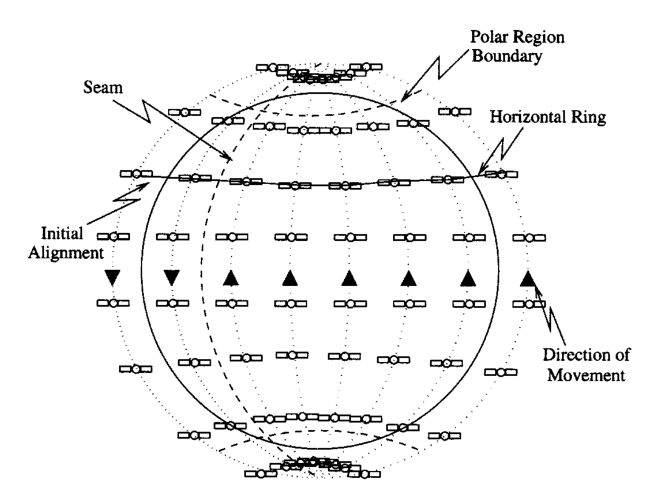 Polar Region
Boundary
Seam
Horizontal Ring
Initial
Alignment
Direction of
Movement